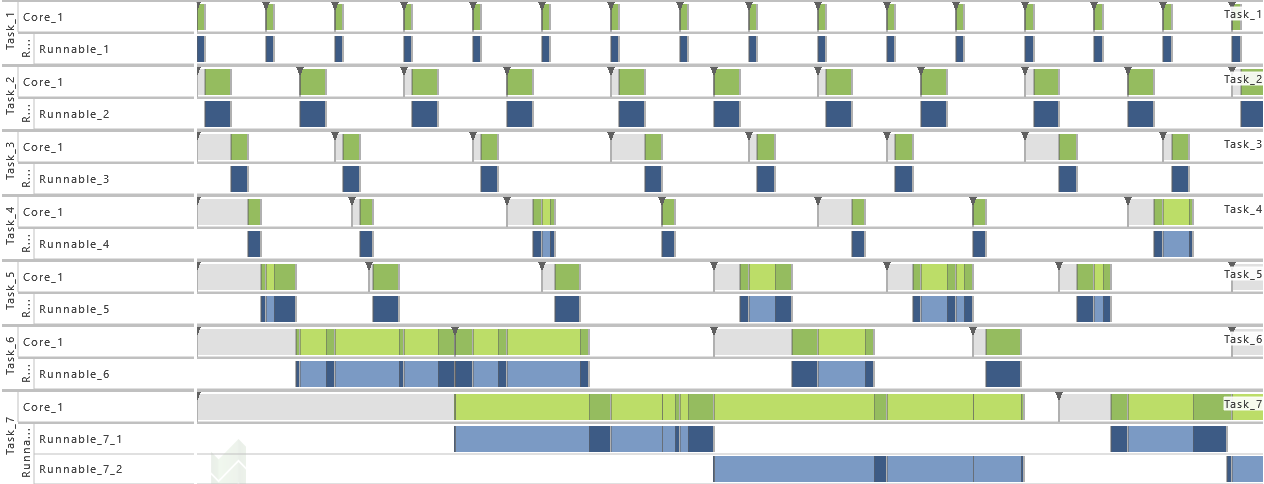 Task_1
Core_1
Task_1
R...
Runnable_1
Task_2
Core_1
Task_2
R...
Runnable_2
Task_3
Core_1
Task_3
R...
Runnable_3
Task_4
Core_1
Task_4
R...
Runnable_4
Task_5
Core_1
Task_5
R...
Runnable_5
Task_6
Core_1
Task_6
R...
Runnable_6
Task_7
Core_1
Task_7
Runna...
Runnable_7_1
Runnable_7_2